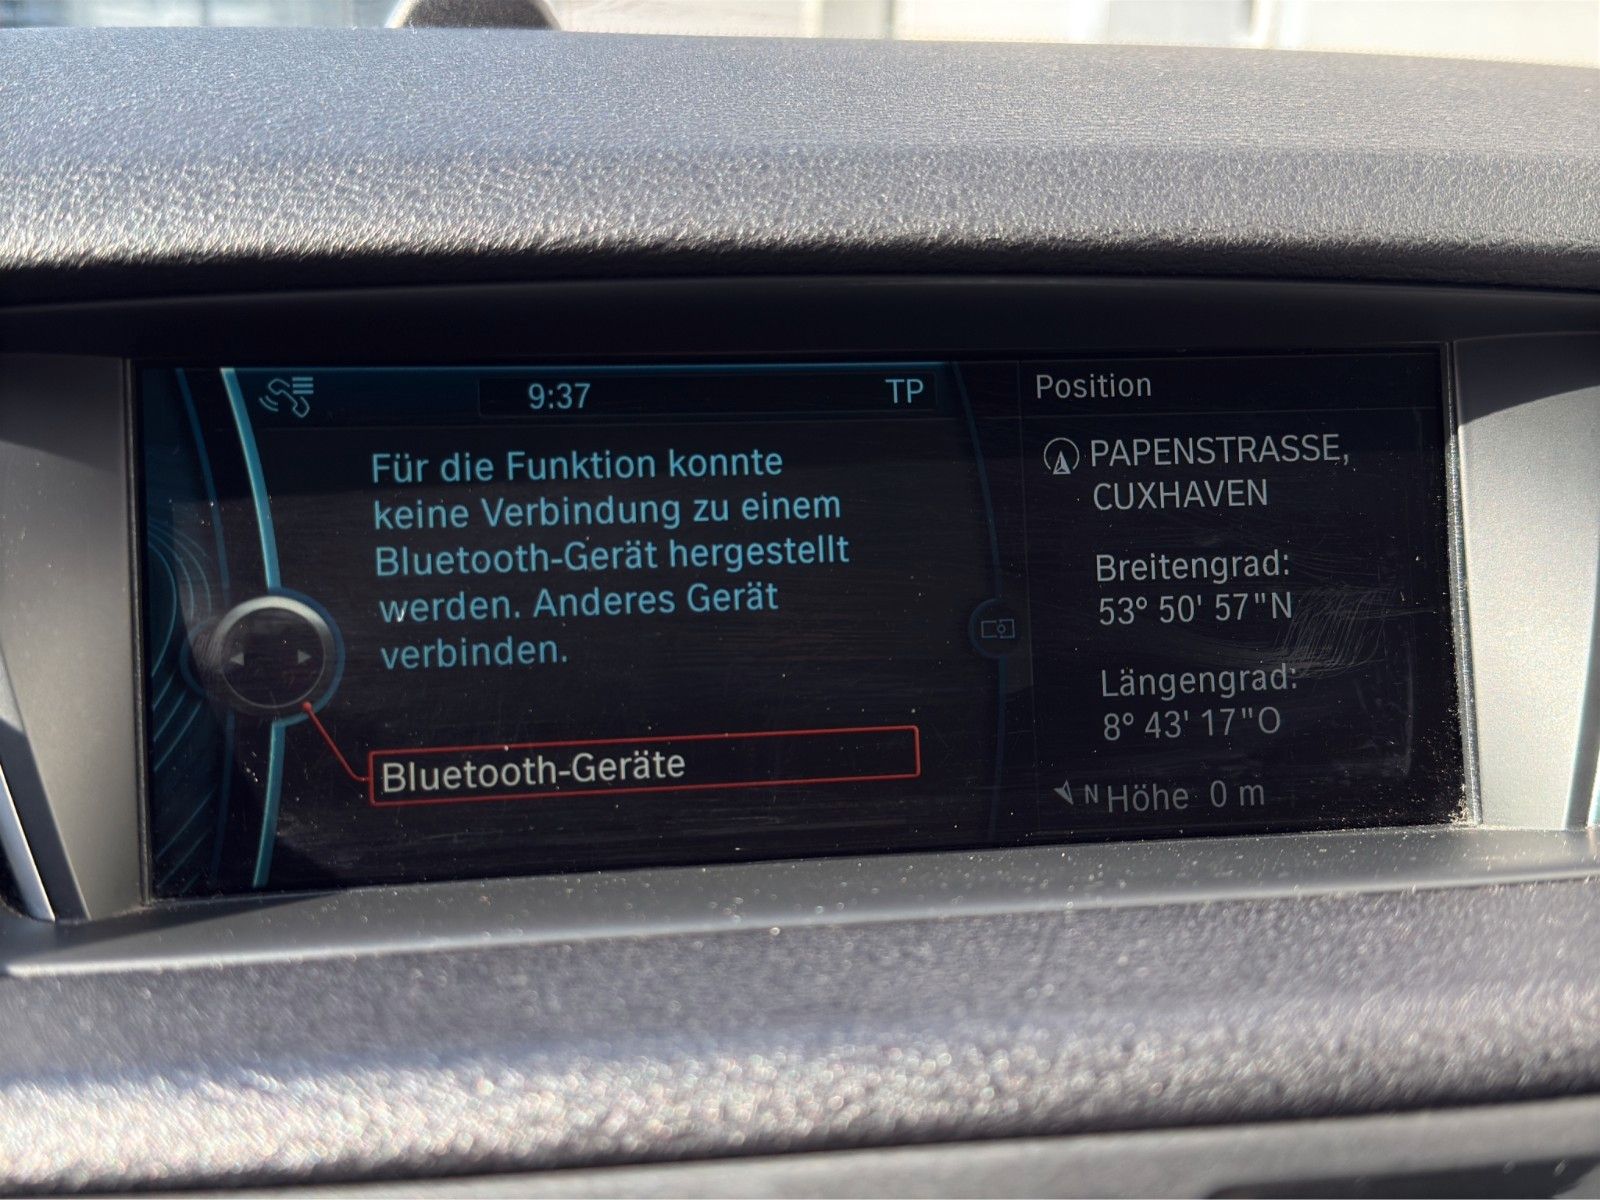 9:37
TP
Für die Funktion konnte
keine Verbindung zu einem
Bluetooth-Gerät hergestellt
werden. Anderes Gerät
verbinden.
Bluetooth-Geräte
Position
PAPENSTRASSE,
CUXHAVEN
Breitengrad:
53° 50' 57"N
Längengrad:
8° 43' 17"O
N Höhe 0 m